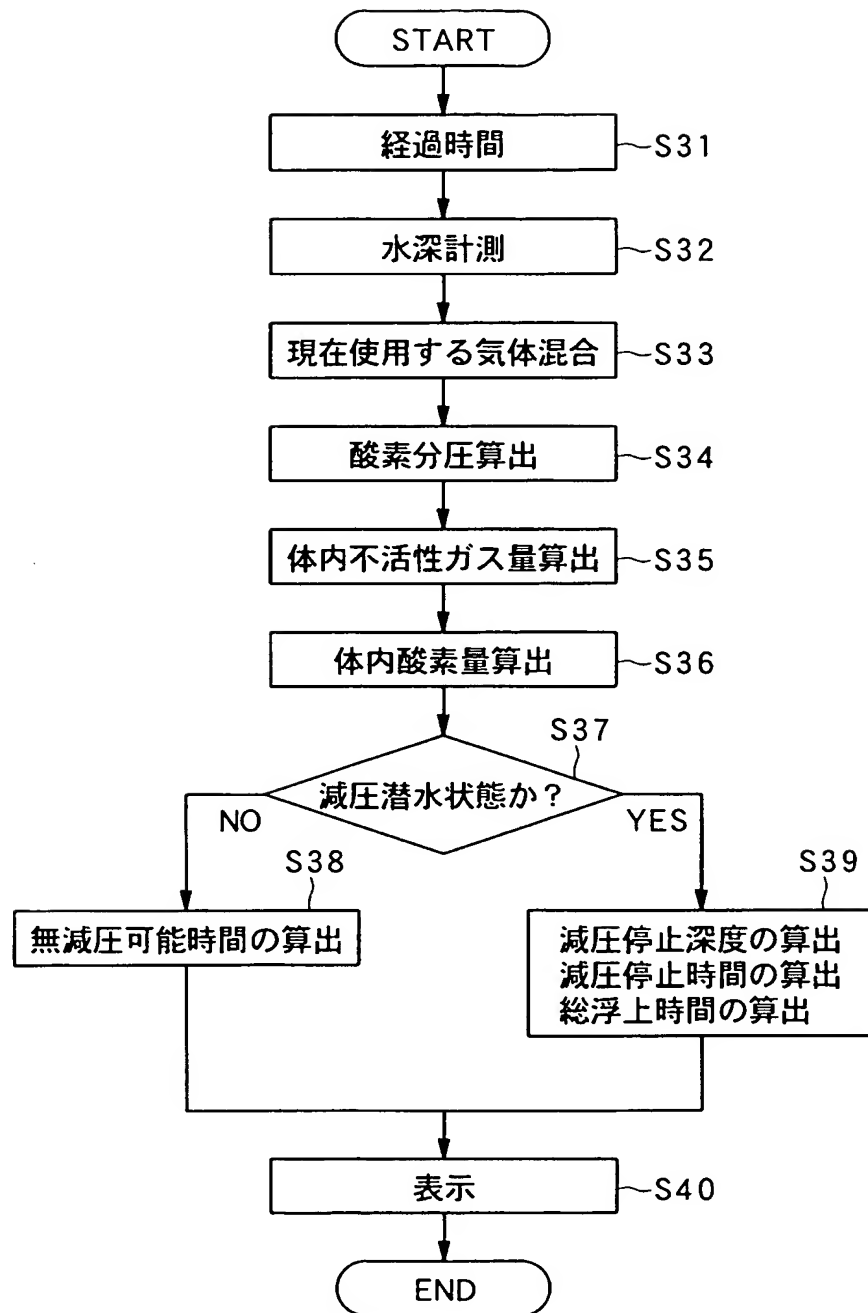 START
経過時間
S31
水深計測
S32
現在使用する気体混合
S33
酸素分圧算出
S34
体内不活性ガス量算出
S35
体内酸素量算出
S36
S37
減圧潜水状態か？
NO
YES
S38
無減圧可能時間の算出
S39
減圧停止深度の算出
減圧停止時間の算出
総浮上時間の算出
表示
S40
END